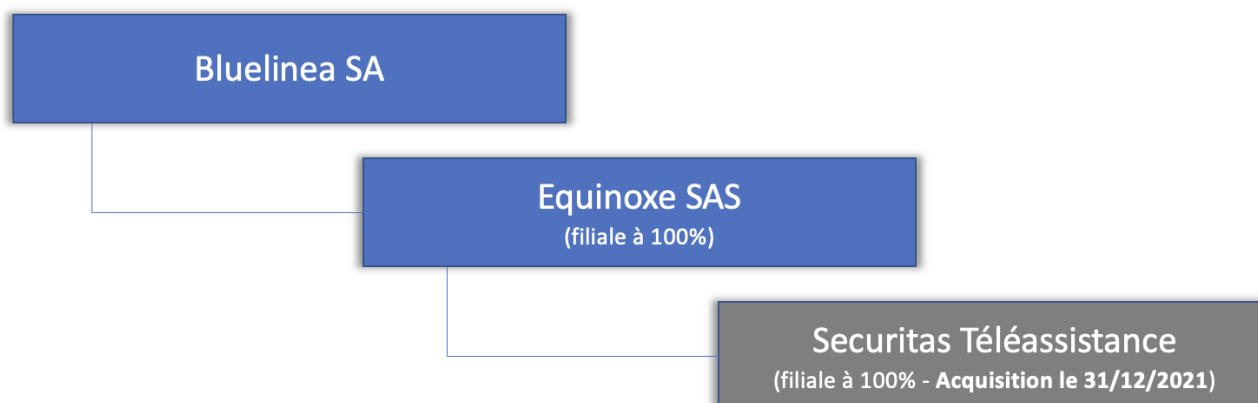 Bluelinea SA
Equinoxe SAS
(filiale à 100%)
Securitas Téléassistance
(filiale à 100% - Acquisition le 31/12/2021)